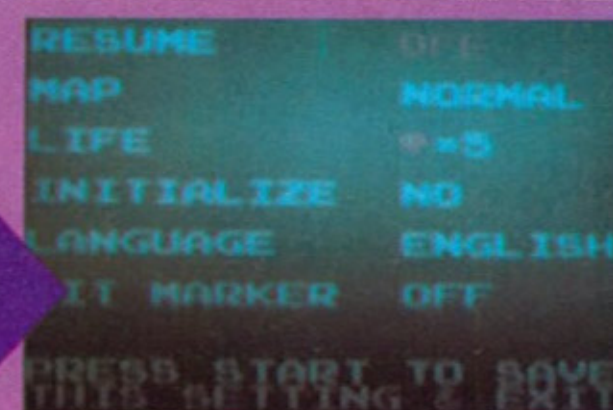 RESUME OFF
MAP NORMAL
LIFE ×5
INITIALIZE NO
LANGUAGE ENGLISH
IT MARKER OFF
PRESS START TO SAVE
THIS SETTING & EXIT